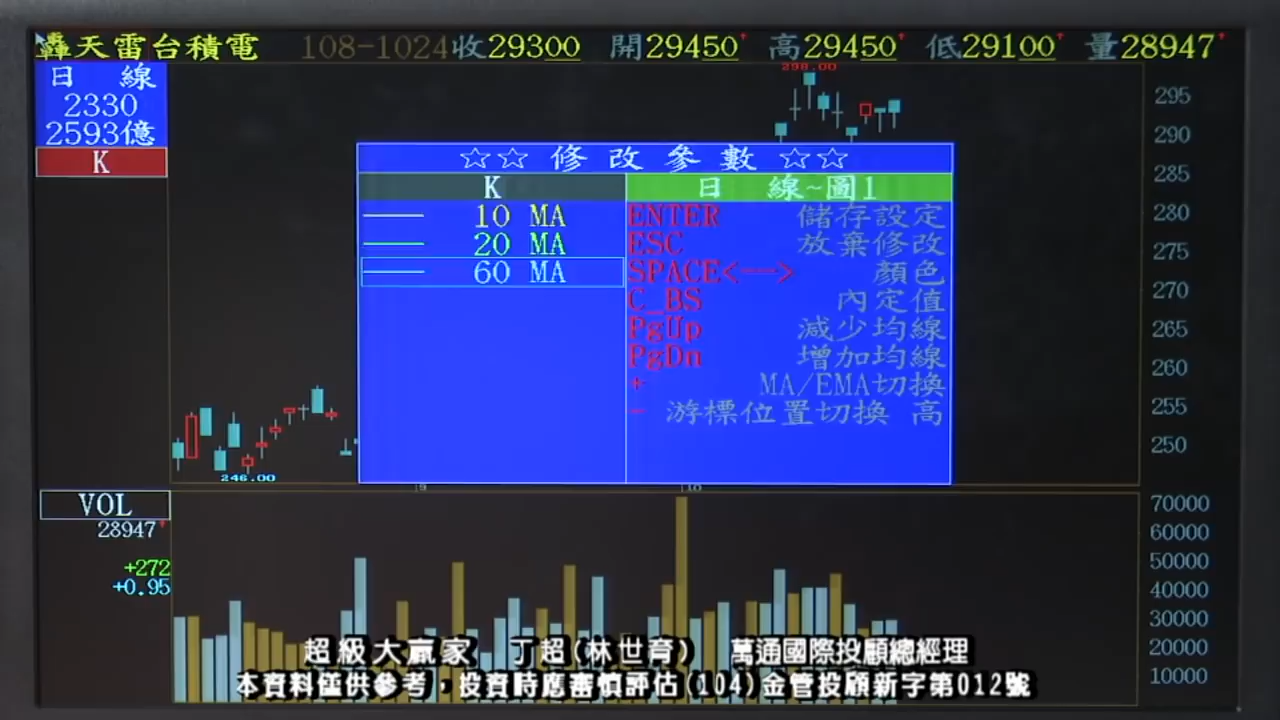 轟天雷台積電 108-1024收29300 開29450↑ 高29450↑ 低29100↑ 量28947↑
日 線
2330
2593億
K
298.00
295
290
285
280
275
270
265
260
255
250
☆☆ 修 改 參 數 ☆☆
K 日 線~圖1
10 MA ENTER 儲存設定
20 MA ESC 放棄修改
60 MA SPACE<--> 顏色
C_BS 內定值
PgUp 減少均線
PgDn 增加均線
+ MA/EMA切換
- 游標位置切換 高
246.00
9 10
VOL
28947↑
+272
+0.95
70000
60000
50000
40000
30000
20000
10000
超級大贏家 丁超(林世育) 萬通國際投顧總經理
本資料僅供參考，投資時應審慎評估(104)金管投顧新字第012號